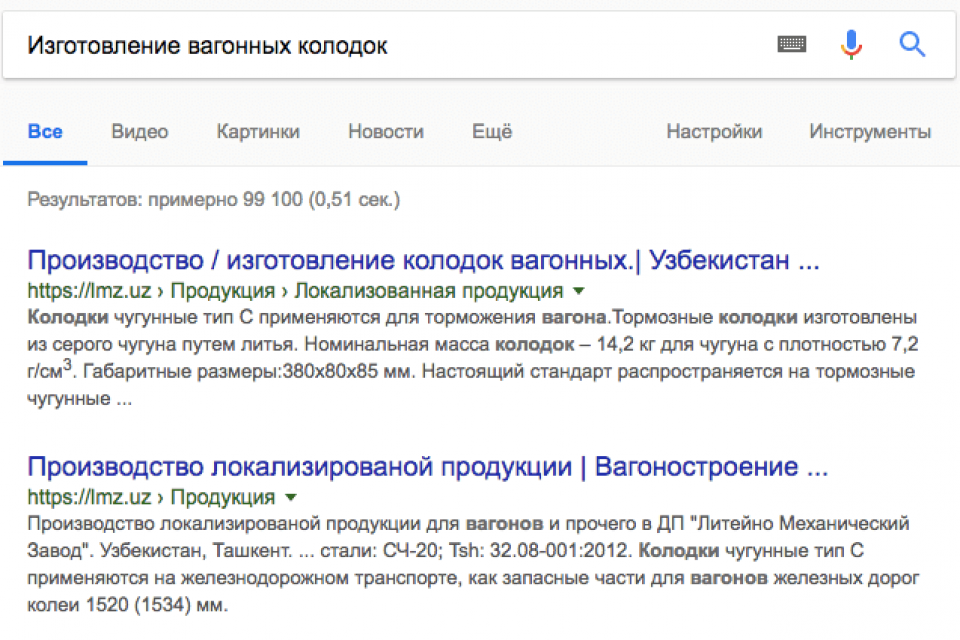 Изготовление вагонных колодок
Все Видео Картинки Новости Ещё Настройки Инструменты
Результатов: примерно 99 100 (0,51 сек.)
Производство / изготовление колодок вагонных.| Узбекистан ...
https://lmz.uz › Продукция › Локализованная продукция
Колодки чугунные тип С применяются для торможения вагона.Тормозные колодки изготовлены
из серого чугуна путем литья. Номинальная масса колодок – 14,2 кг для чугуна с плотностью 7,2
г/см³. Габаритные размеры:380х80х85 мм. Настоящий стандарт распространяется на тормозные
чугунные ...
Производство локализированой продукции | Вагоностроение ...
https://lmz.uz › Продукция
Производство локализированой продукции для вагонов и прочего в ДП "Литейно Механический
Завод". Узбекистан, Ташкент. ... стали: СЧ-20; Tsh: 32.08-001:2012. Колодки чугунные тип С
применяются на железнодорожном транспорте, как запасные части для вагонов железных дорог
колеи 1520 (1534) мм.